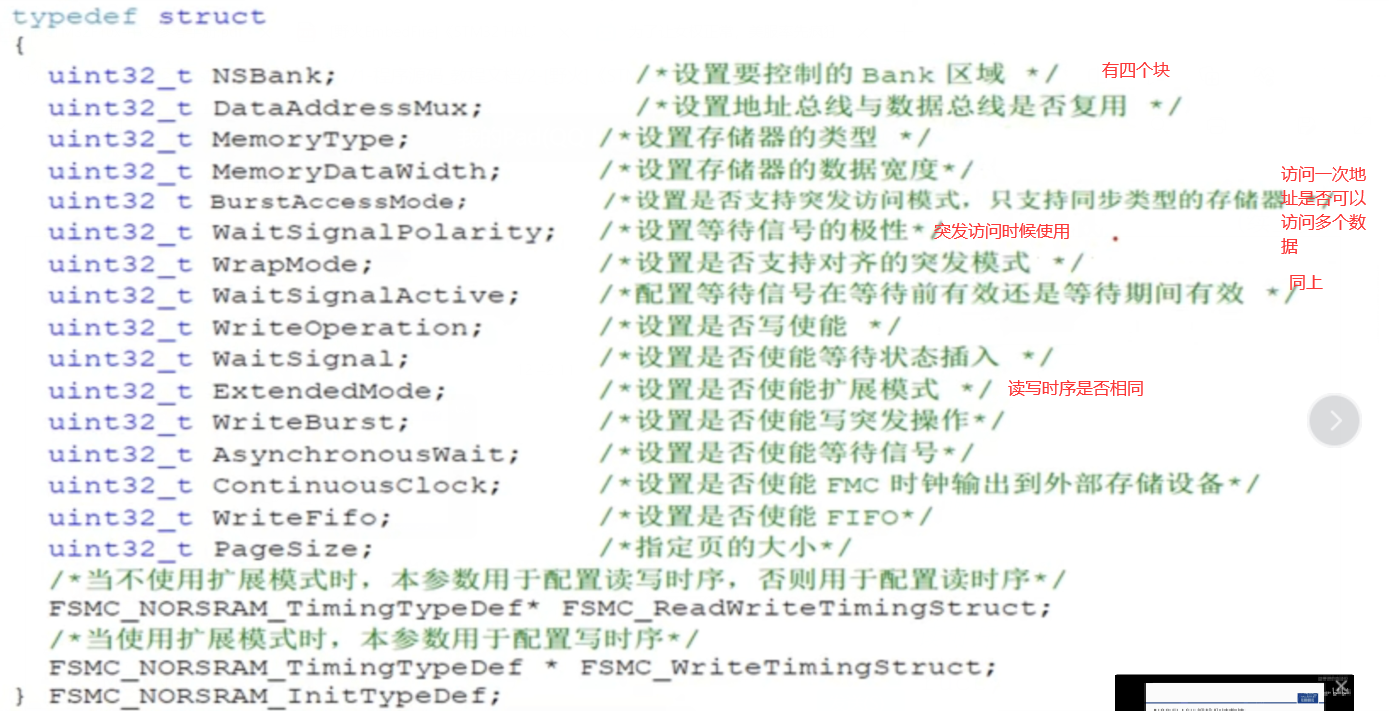 typedef struct
{
uint32_t NSBank; /*设置要控制的 Bank 区域 */ 有四个块
uint32_t DataAddressMux; /*设置地址总线与数据总线是否复用 */
uint32_t MemoryType; /*设置存储器的类型 */
uint32_t MemoryDataWidth; /*设置存储器的数据宽度*/
uint32_t BurstAccessMode; /*设置是否支持突发访问模式，只支持同步类型的存储器 */
访问一次地
址是否可以
访问多个数
据
uint32_t WaitSignalPolarity; /*设置等待信号的极性*/ 突发访问时候使用
uint32_t WrapMode; /*设置是否支持对齐的突发模式 */
同上
uint32_t WaitSignalActive; /*配置等待信号在等待前有效还是等待期间有效 */
uint32_t WriteOperation; /*设置是否写使能 */
uint32_t WaitSignal; /*设置是否使能等待状态插入 */
uint32_t ExtendedMode; /*设置是否使能扩展模式 */ 读写时序是否相同
uint32_t WriteBurst; /*设置是否使能写突发操作*/
uint32_t AsynchronousWait; /*设置是否使能等待信号*/
uint32_t ContinuousClock; /*设置是否使能 FMC 时钟输出到外部存储设备*/
uint32_t WriteFifo; /*设置是否使能 FIFO*/
uint32_t PageSize; /*指定页的大小*/
/*当不使用扩展模式时，本参数用于配置读写时序，否则用于配置读时序*/
FSMC_NORSRAM_TimingTypeDef* FSMC_ReadWriteTimingStruct;
/*当使用扩展模式时，本参数用于配置写时序*/
FSMC_NORSRAM_TimingTypeDef * FSMC_WriteTimingStruct;
} FSMC_NORSRAM_InitTypeDef;